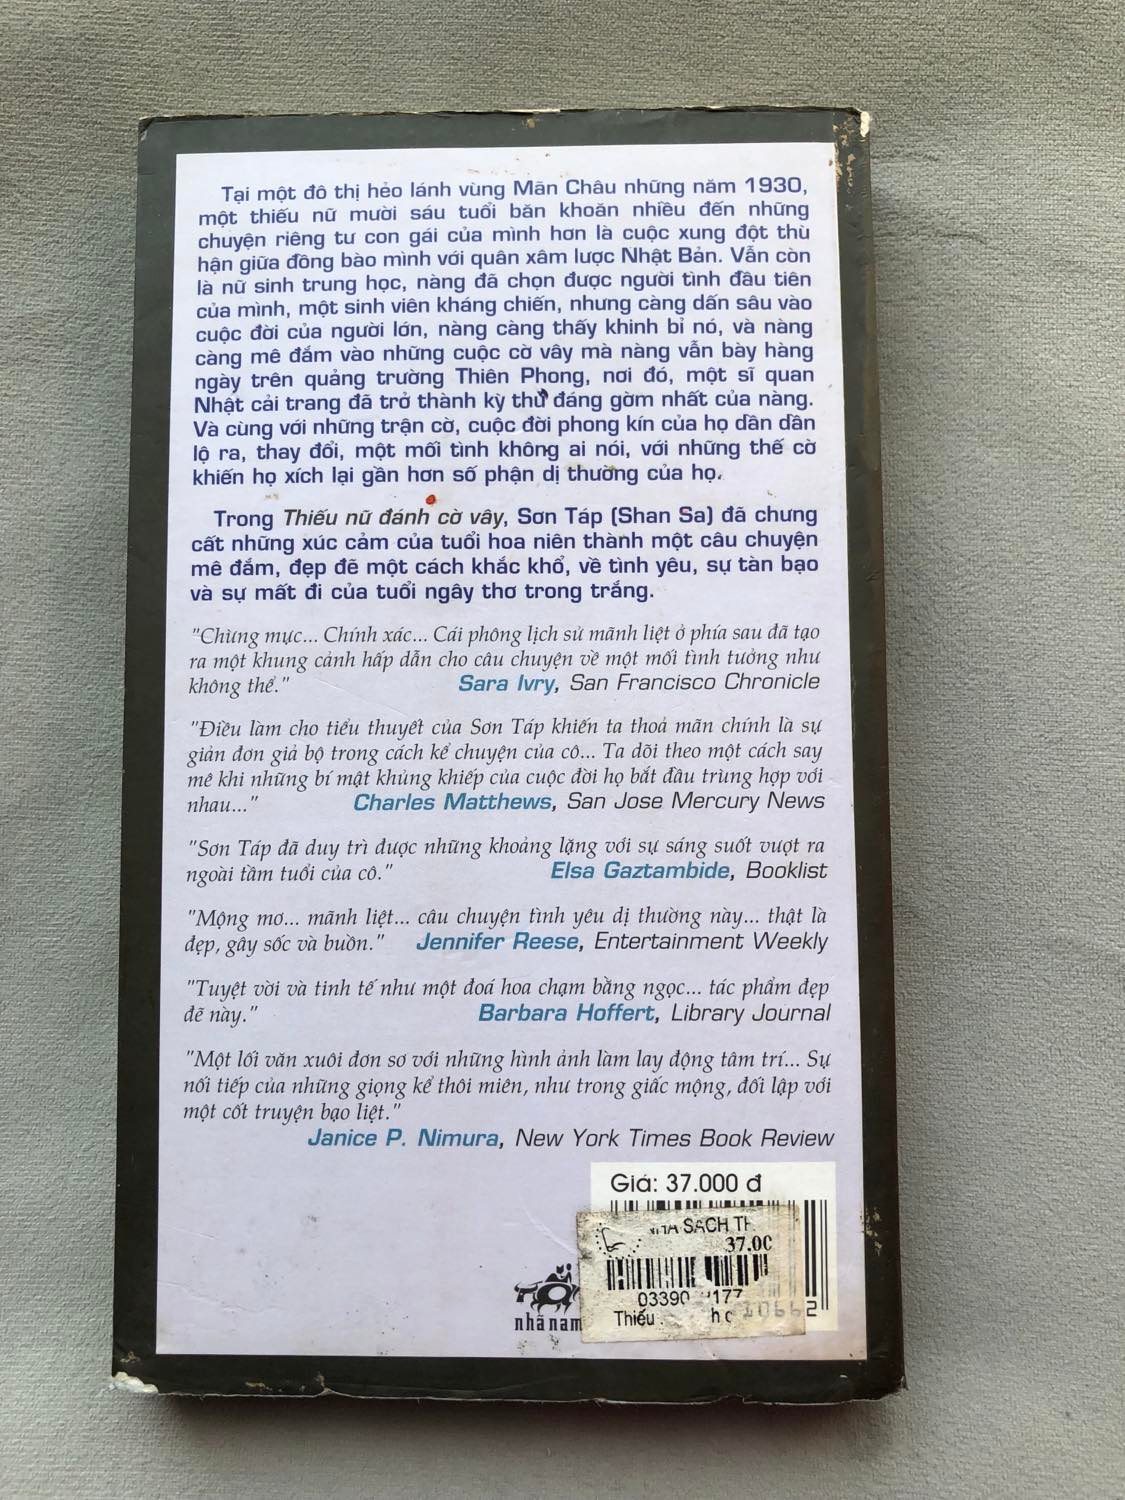 Tại một đô thị hẻo lánh vùng Mãn Châu những năm 1930,
một thiếu nữ mười sáu tuổi băn khoăn nhiều đến những
chuyện riêng tư con gái của mình hơn là cuộc xung đột thù
hận giữa đồng bào mình với quân xâm lược Nhật Bản. Vẫn còn
là nữ sinh trung học, nàng đã chọn được người tình đầu tiên
của mình, một sinh viên kháng chiến, nhưng càng dấn sâu vào
cuộc đời của người lớn, nàng càng thấy khinh bỉ nó, và nàng
càng mê đắm vào những cuộc cờ vây mà nàng vẫn bày hàng
ngày trên quảng trường Thiên Phong, nơi đó, một sĩ quan
Nhật cải trang đã trở thành kỳ thủ đáng gờm nhất của nàng.
Và cùng với những trận cờ, cuộc đời phong kín của họ dần dần
lộ ra, thay đổi, một mối tình không ai nói, với những thế cờ
khiến họ xích lại gần hơn số phận dị thường của họ.
Trong Thiếu nữ đánh cờ vây, Sơn Táp (Shan Sa) đã chưng
cất những xúc cảm của tuổi hoa niên thành một câu chuyện
mê đắm, đẹp đẽ một cách khắc khổ, về tình yêu, sự tàn bạo
và sự mất đi của tuổi ngây thơ trong trắng.
"Chừng mực... Chính xác... Cái phông lịch sử mãnh liệt ở phía sau đã tạo
ra một khung cảnh hấp dẫn cho câu chuyện về một mối tình tưởng như
không thể." Sara Ivry, San Francisco Chronicle
"Điều làm cho tiểu thuyết của Sơn Táp khiến ta thoả mãn chính là sự
giản đơn giả bộ trong cách kể chuyện của cô... Ta dõi theo một cách say
mê khi những bí mật khủng khiếp của cuộc đời họ bắt đầu trùng hợp với
nhau..." Charles Matthews, San Jose Mercury News
"Sơn Táp đã duy trì được những khoảng lặng với sự sáng suốt vượt ra
ngoài tầm tuổi của cô." Elsa Gaztambide, Booklist
"Mộng mơ... mãnh liệt... câu chuyện tình yêu dị thường này... thật là
đẹp, gây sốc và buồn." Jennifer Reese, Entertainment Weekly
"Tuyệt vời và tinh tế như một đoá hoa chạm bằng ngọc... tác phẩm đẹp
đẽ này." Barbara Hoffert, Library Journal
"Một lối văn xuôi đơn sơ với những hình ảnh làm lay động tâm trí... Sự
nối tiếp của những giọng kể thôi miên, như trong giấc mộng, đối lập với
một cốt truyện bạo liệt."
Janice P. Nimura, New York Times Book Review
Giá: 37.000 đ
SACH
37.0
0339 177
Thiếu
nhã nam